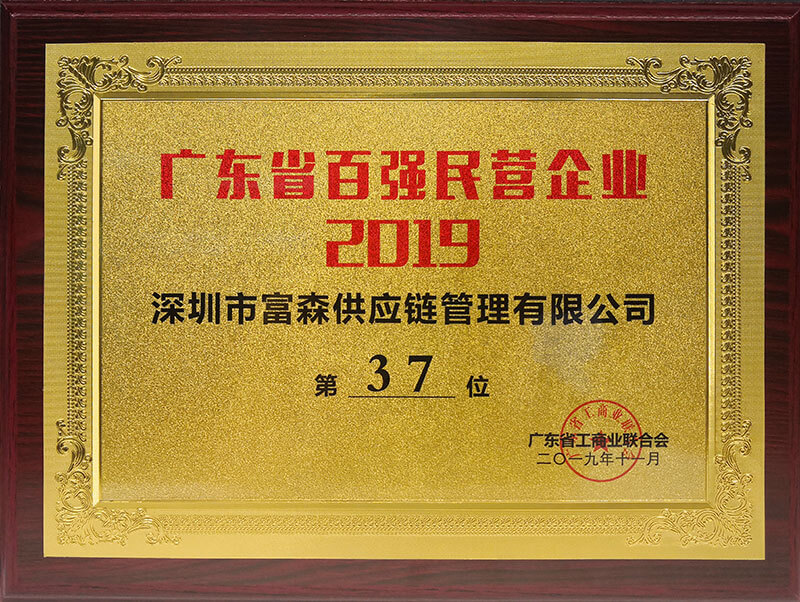 广东省百强民营企业
2019
深圳市富森供应链管理有限公司
第 37 位
广东省工商业联合会
二〇一九年十一月